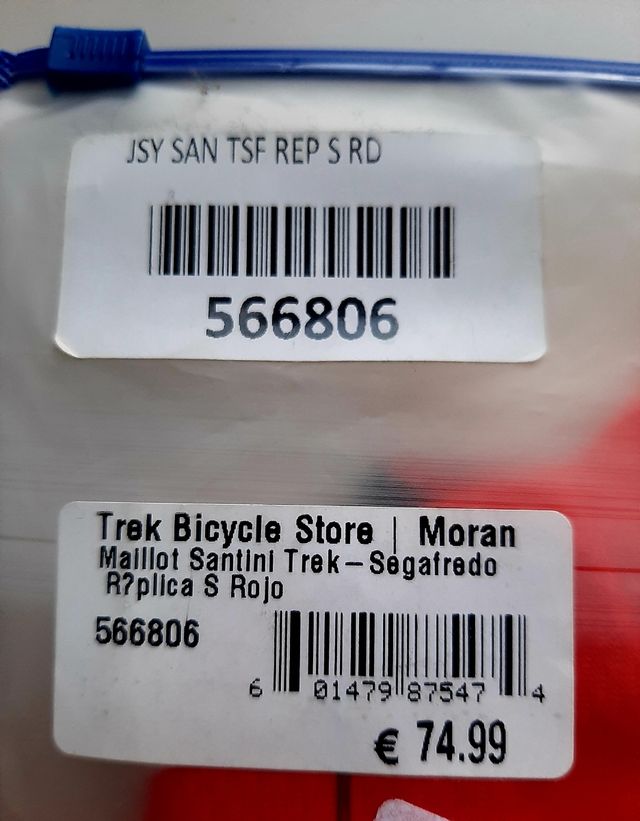 JSY SAN TSF REP S RD
566806
Trek Bicycle Store | Moran
Maillot Santini Trek-Segafredo
R?plica S Rojo
566806
6 01479 87547 4
€ 74.99